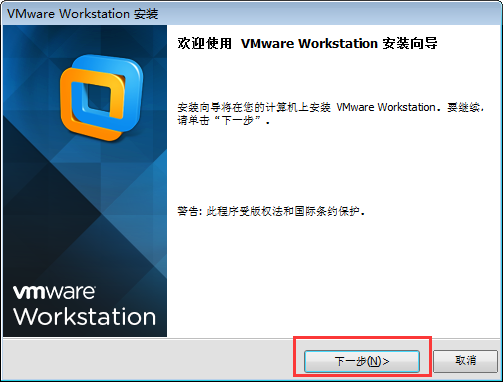 VMware Workstation 安装
欢迎使用 VMware Workstation 安装向导
安装向导将在您的计算机上安装 VMware Workstation。要继续,
请单击“下一步”。
警告: 此程序受版权法和国际条约保护。
vmware
Workstation
下一步(N)>
取消